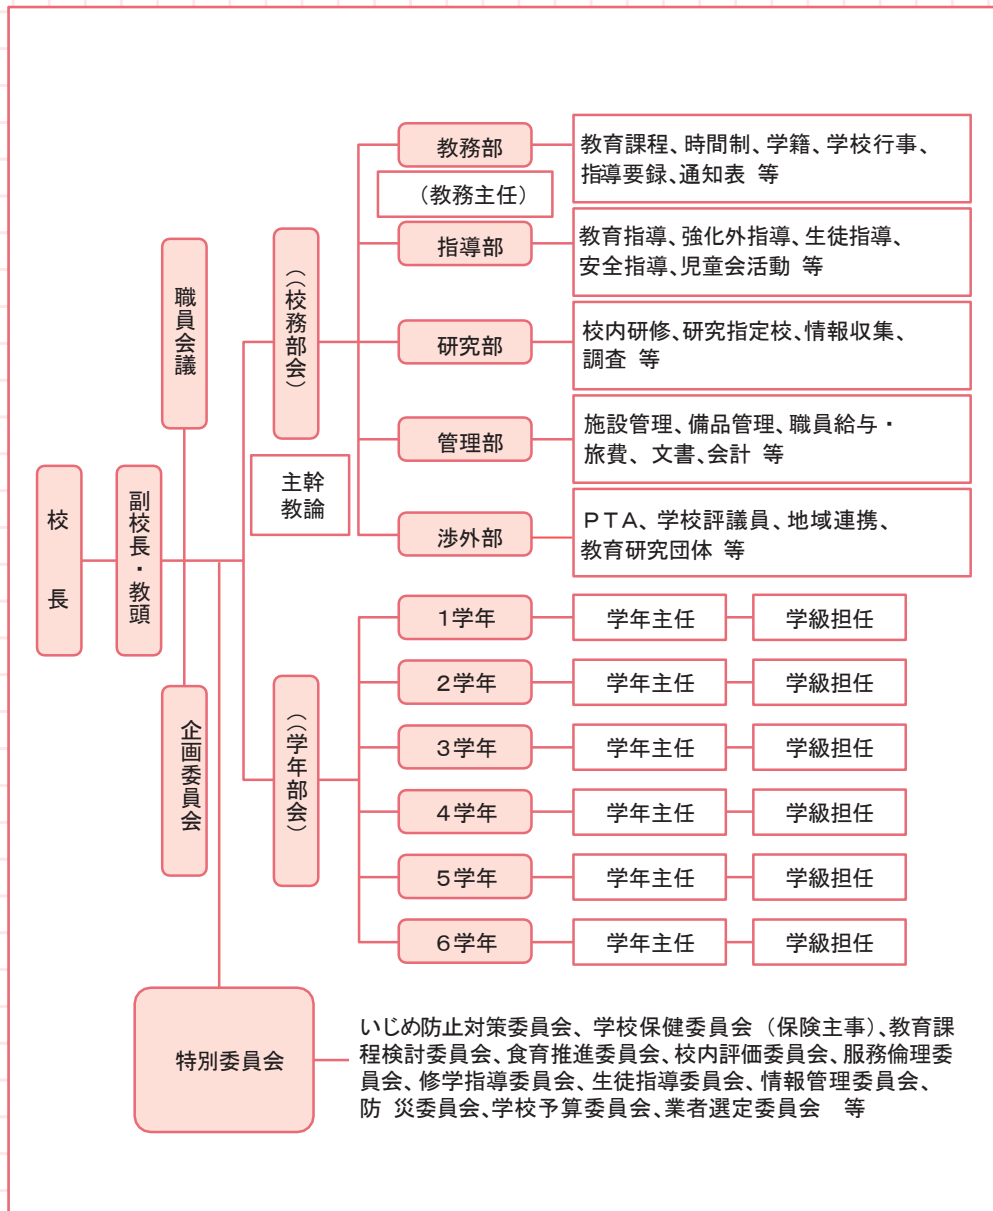 校長
副校長・教頭
職員会議
企画委員会
((校務部会)
主幹
教論
((学年部会)
教務部
(教務主任)
教育課程、時間制、学籍、学校行事、
指導要録、通知表 等
指導部
教育指導、強化外指導、生徒指導、
安全指導、児童会活動 等
研究部
校内研修、研究指定校、情報収集、
調査 等
管理部
施設管理、備品管理、職員給与・
旅費、文書、会計 等
渉外部
PTA、学校評議員、地域連携、
教育研究団体 等
1学年 学年主任 学級担任
2学年 学年主任 学級担任
3学年 学年主任 学級担任
4学年 学年主任 学級担任
5学年 学年主任 学級担任
6学年 学年主任 学級担任
特別委員会
いじめ防止対策委員会、学校保健委員会(保険主事)、教育課
程検討委員会、食育推進委員会、校内評価委員会、服務倫理委
員会、修学指導委員会、生徒指導委員会、情報管理委員会、
防 災委員会、学校予算委員会、業者選定委員会 等